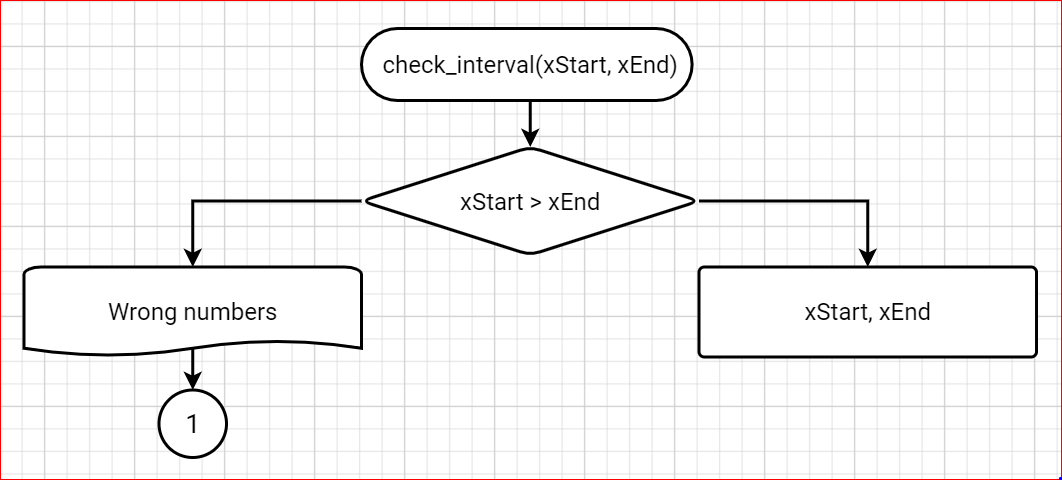 check_interval(xStart, xEnd)
xStart > xEnd
Wrong numbers
xStart, xEnd
1